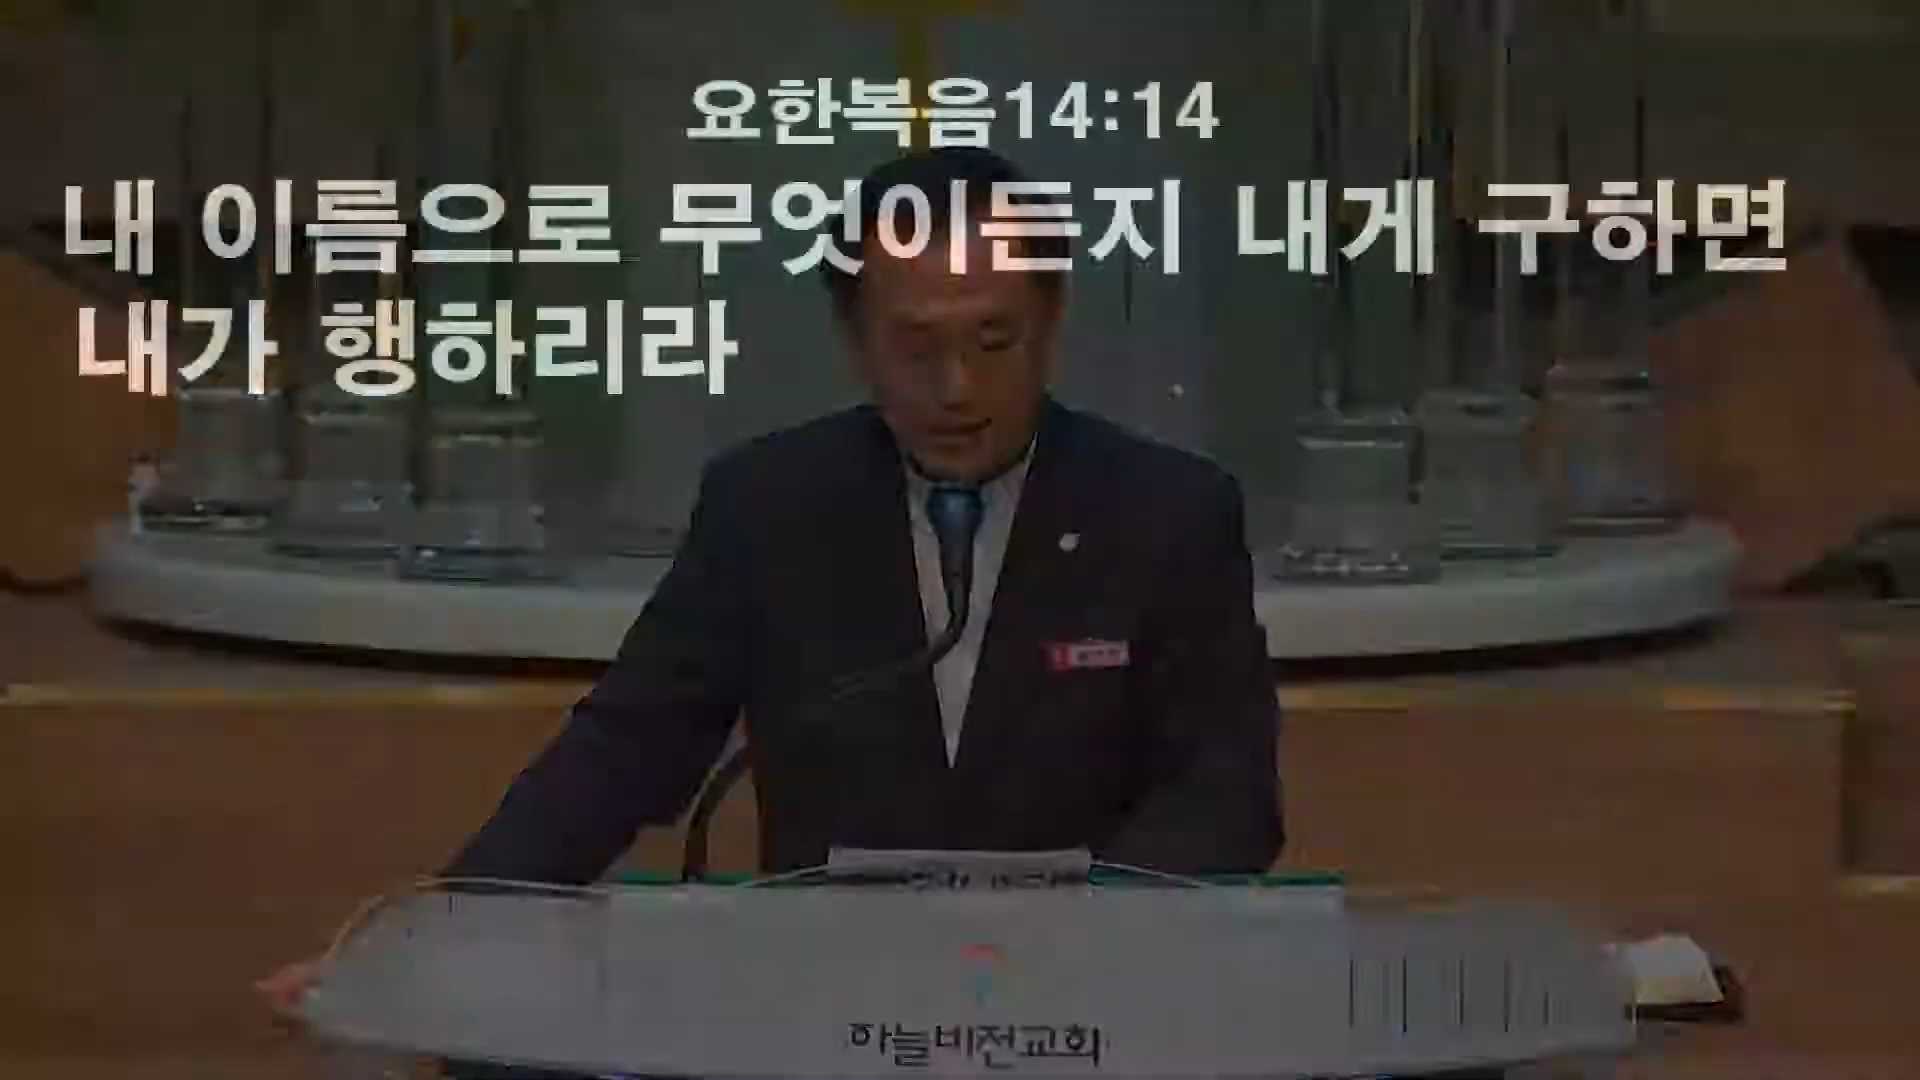 요한복음14:14
내 이름으로 무엇이든지 내게 구하면
내가 행하리라
하늘비전교회